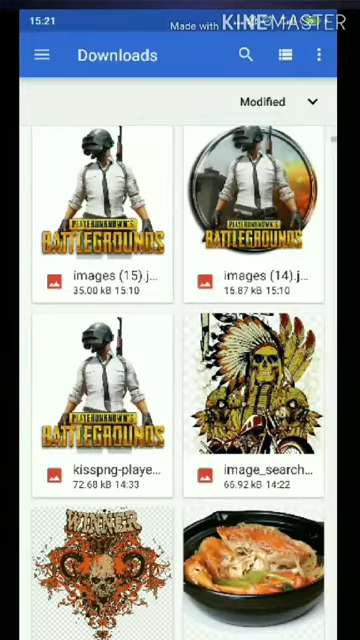 15:21
Made with KINEMASTER
Downloads
Modified
PLAYERUNKNOWN'S
BATTLEGROUNDS
PLAYERUNKNOWN'S
BATTLEGROUNDS
images (15).j...
35.00 kB 15:10
images (14).j...
16.87 kB 15:10
PLAYERUNKNOWN'S
BATTLEGROUNDS
kisspng-playe...
72.68 kB 14:33
image_search...
66.92 kB 14:22
WINNER